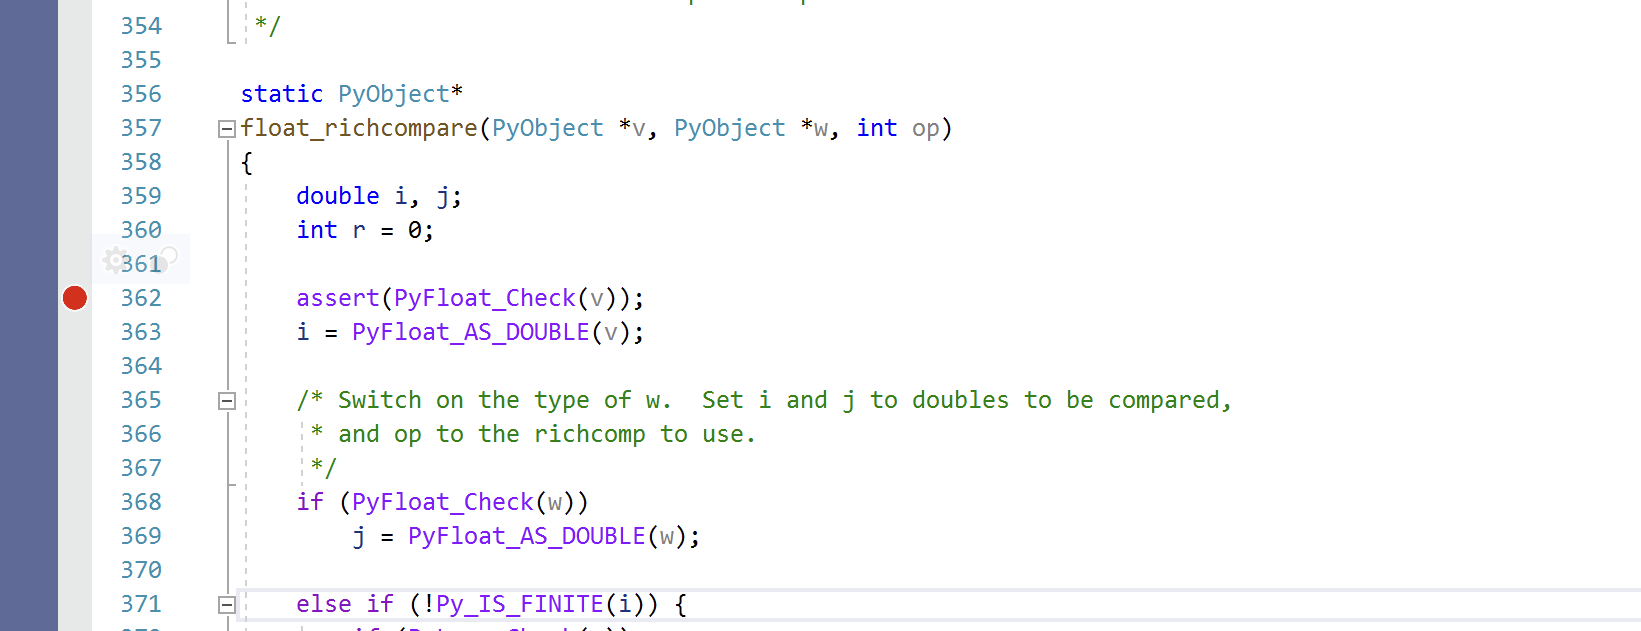 354 */
355
356 static PyObject*
357 float_richcompare(PyObject *v, PyObject *w, int op)
358 {
359 double i, j;
360 int r = 0;
361
362 assert(PyFloat_Check(v));
363 i = PyFloat_AS_DOUBLE(v);
364
365 /* Switch on the type of w.  Set i and j to doubles to be compared,
366 * and op to the richcomp to use.
367 */
368 if (PyFloat_Check(w))
369 j = PyFloat_AS_DOUBLE(w);
370
371 else if (!Py_IS_FINITE(i)) {